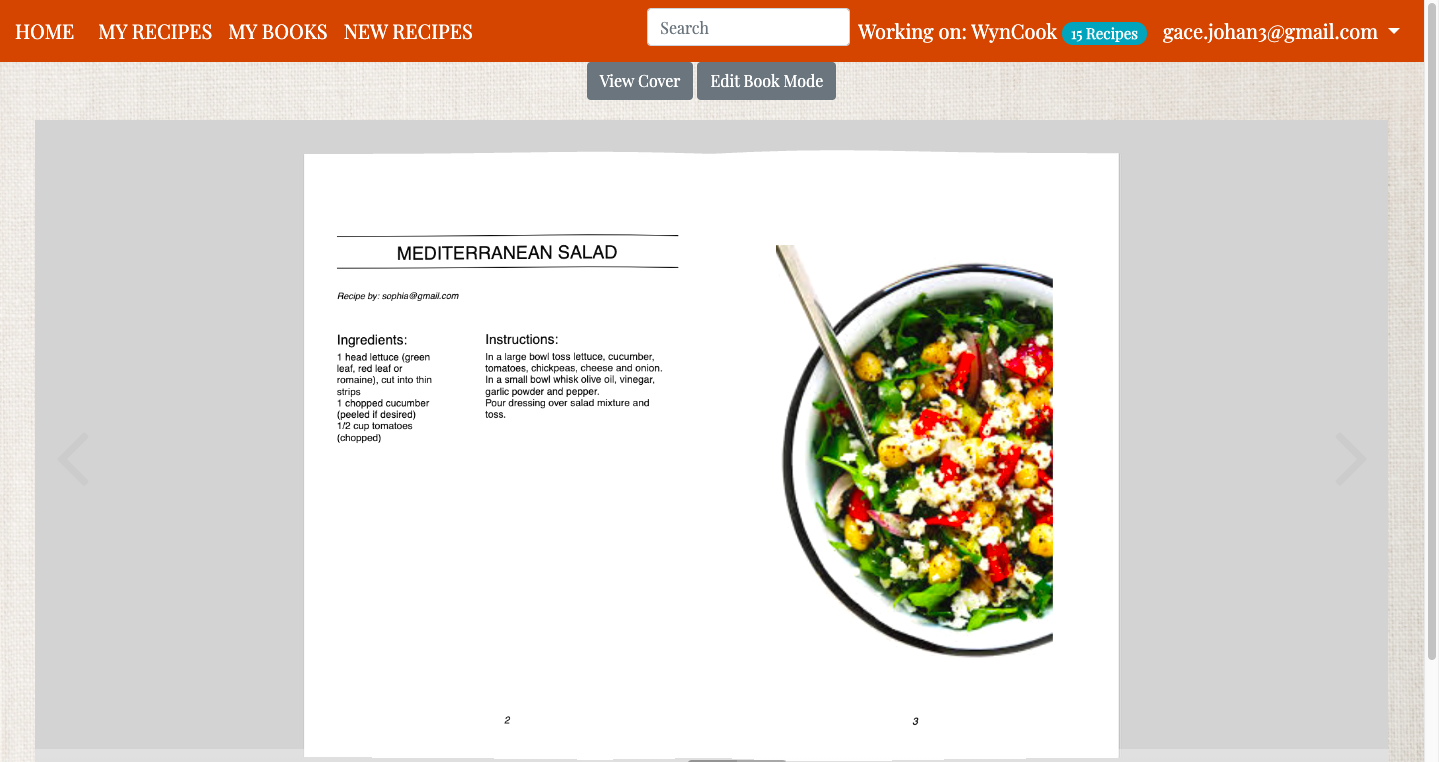 HOME MY RECIPES MY BOOKS NEW RECIPES Search Working on: WynCook 15 Recipes gace.johan3@gmail.com
View Cover Edit Book Mode
MEDITERRANEAN SALAD
Recipe by: sophia@gmail.com
Ingredients:
1 head lettuce (green
leaf, red leaf or
romaine), cut into thin
strips
1 chopped cucumber
(peeled if desired)
1/2 cup tomatoes
(chopped)
Instructions:
In a large bowl toss lettuce, cucumber,
tomatoes, chickpeas, cheese and onion.
In a small bowl whisk olive oil, vinegar,
garlic powder and pepper.
Pour dressing over salad mixture and
toss.
2
3